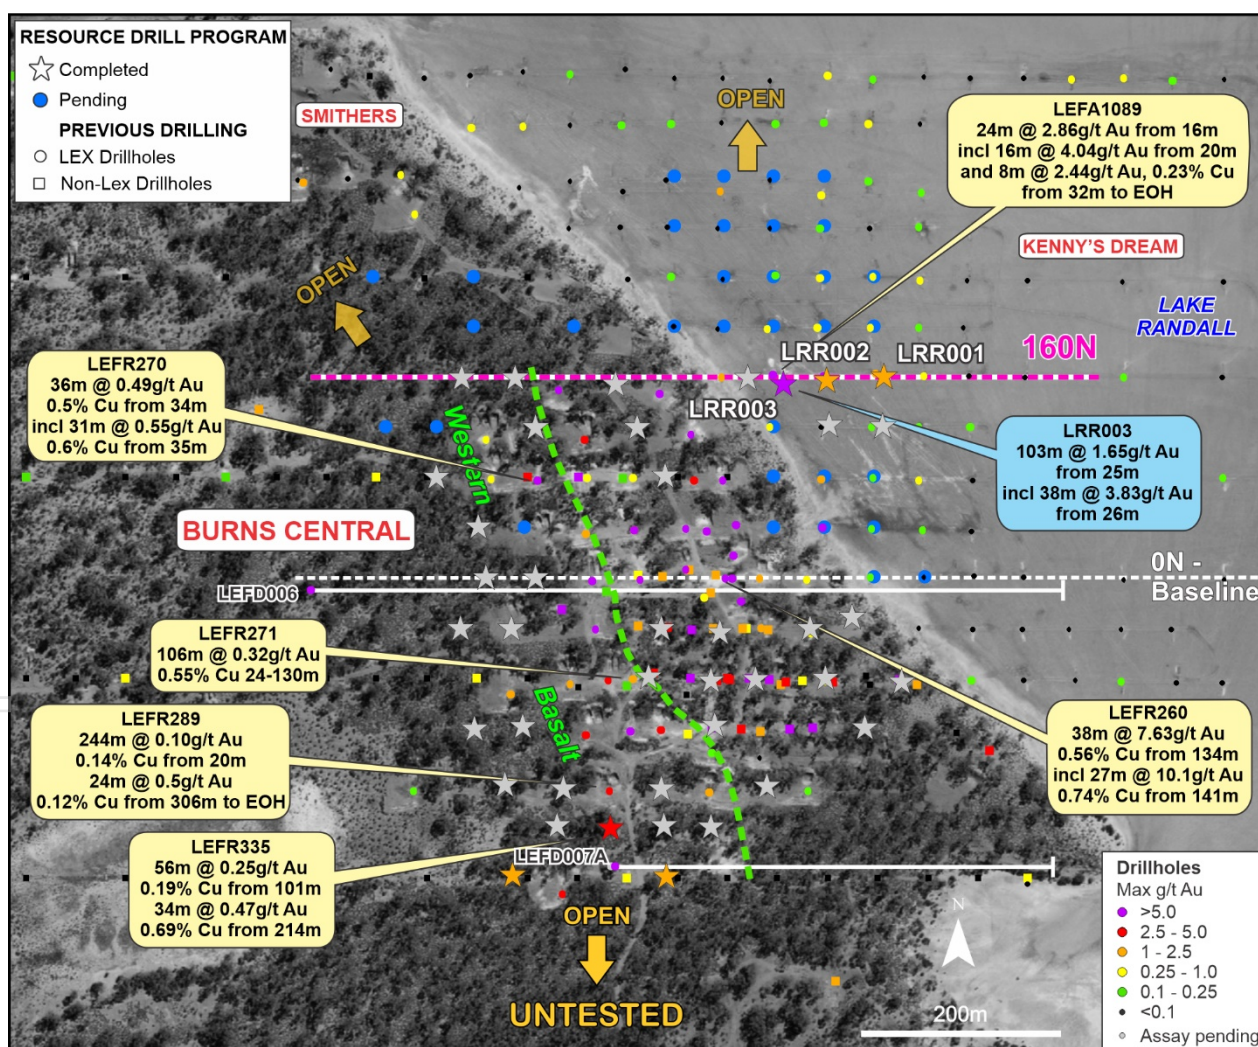 RESOURCE DRILL PROGRAM
Completed
Pending
PREVIOUS DRILLING
LEX Drillholes
Non-Lex Drillholes
SMITHERS
OPEN
LEFA1089
24m @ 2.86g/t Au from 16m
incl 16m @ 4.04g/t Au from 20m
and 8m @ 2.44g/t Au, 0.23% Cu
from 32m to EOH
KENNY'S DREAM
LAKE
RANDALL
OPEN
160N
LRR002
LRR001
LRR003
LEFR270
36m @ 0.49g/t Au
0.5% Cu from 34m
incl 31m @ 0.55g/t Au
0.6% Cu from 35m
Western
LRR003
103m @ 1.65g/t Au
from 25m
incl 38m @ 3.83g/t Au
from 26m
BURNS CENTRAL
0N -
Baseline
LEFD006
LEFR271
106m @ 0.32g/t Au
0.55% Cu 24-130m
Basalt
LEFR289
244m @ 0.10g/t Au
0.14% Cu from 20m
24m @ 0.5g/t Au
0.12% Cu from 306m to EOH
LEFR260
38m @ 7.63g/t Au
0.56% Cu from 134m
incl 27m @ 10.1g/t Au
0.74% Cu from 141m
LEFR335
56m @ 0.25g/t Au
0.19% Cu from 101m
34m @ 0.47g/t Au
0.69% Cu from 214m
LEFD007A
OPEN
UNTESTED
N
200m
Drillholes
Max g/t Au
>5.0
2.5 - 5.0
1 - 2.5
0.25 - 1.0
0.1 - 0.25
<0.1
Assay pending